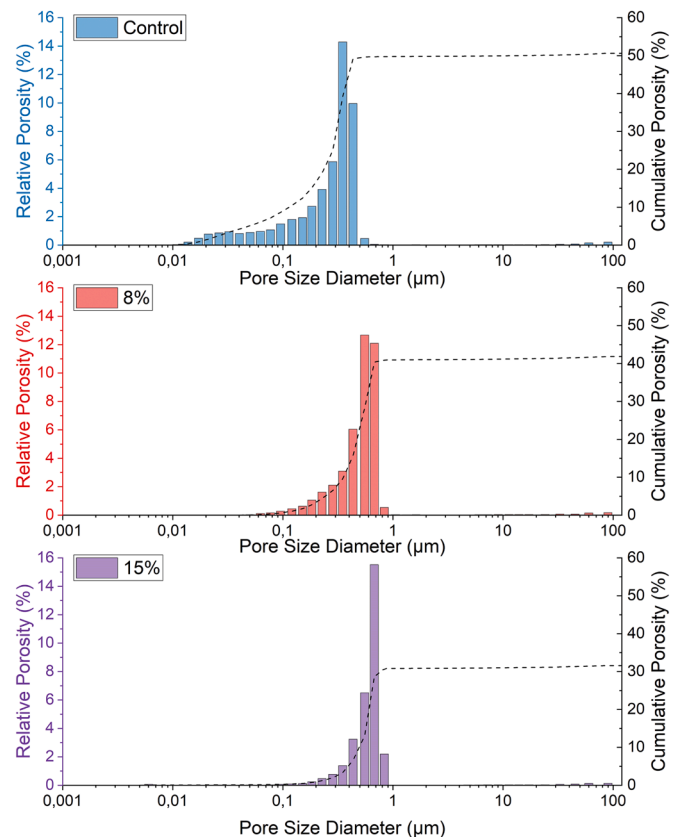 Control
Relative Porosity (%)
0 2 4 6 8 10 12 14 16
Cumulative Porosity (%)
0 10 20 30 40 50 60
0,001 0,01 0,1 1 10 100
Pore Size Diameter (µm)
8%
Relative Porosity (%)
0 2 4 6 8 10 12 14 16
Cumulative Porosity (%)
0 10 20 30 40 50 60
0,001 0,01 0,1 1 10 100
Pore Size Diameter (µm)
15%
Relative Porosity (%)
0 2 4 6 8 10 12 14 16
Cumulative Porosity (%)
0 10 20 30 40 50 60
0,001 0,01 0,1 1 10 100
Pore Size Diameter (µm)